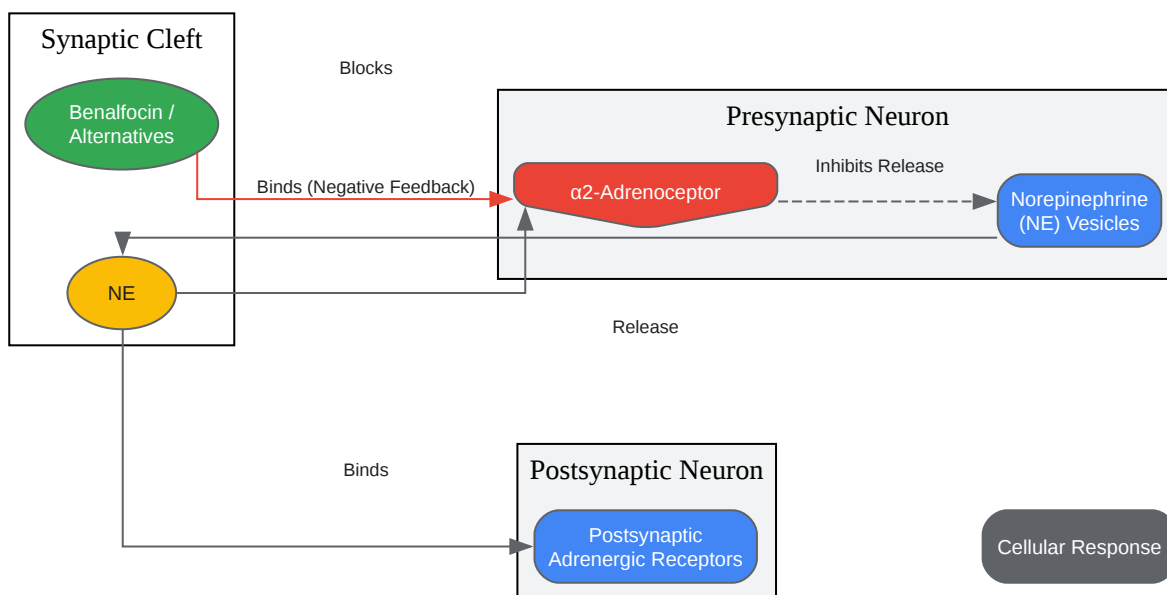 Synaptic Cleft
Benalfocin /
Alternatives
Blocks
Presynaptic Neuron
Binds (Negative Feedback)
α2-Adrenoceptor
Inhibits Release
Norepinephrine
(NE) Vesicles
NE
Release
Binds
Postsynaptic Neuron
Postsynaptic
Adrenergic Receptors
Cellular Response